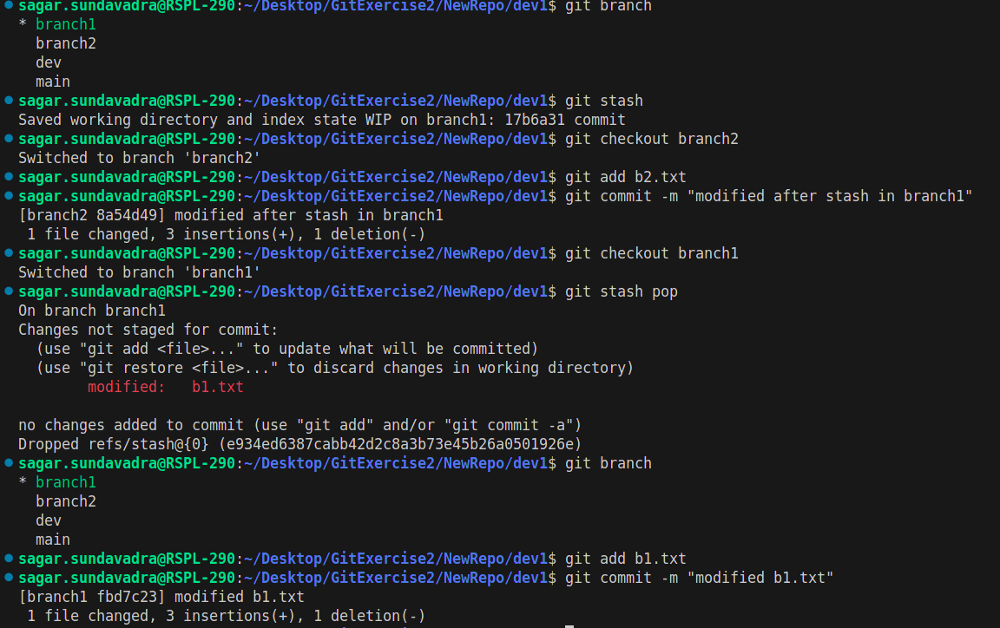 sagar.sundavadra@RSPL-290:~/Desktop/GitExercise2/NewRepo/dev1$ git branch
* branch1
  branch2
  dev
  main
sagar.sundavadra@RSPL-290:~/Desktop/GitExercise2/NewRepo/dev1$ git stash
Saved working directory and index state WIP on branch1: 17b6a31 commit
sagar.sundavadra@RSPL-290:~/Desktop/GitExercise2/NewRepo/dev1$ git checkout branch2
Switched to branch 'branch2'
sagar.sundavadra@RSPL-290:~/Desktop/GitExercise2/NewRepo/dev1$ git add b2.txt
sagar.sundavadra@RSPL-290:~/Desktop/GitExercise2/NewRepo/dev1$ git commit -m "modified after stash in branch1"
[branch2 8a54d49] modified after stash in branch1
 1 file changed, 3 insertions(+), 1 deletion(-)
sagar.sundavadra@RSPL-290:~/Desktop/GitExercise2/NewRepo/dev1$ git checkout branch1
Switched to branch 'branch1'
sagar.sundavadra@RSPL-290:~/Desktop/GitExercise2/NewRepo/dev1$ git stash pop
On branch branch1
Changes not staged for commit:
  (use "git add <file>..." to update what will be committed)
  (use "git restore <file>..." to discard changes in working directory)
        modified:   b1.txt

no changes added to commit (use "git add" and/or "git commit -a")
Dropped refs/stash@{0} (e934ed6387cabb42d2c8a3b73e45b26a0501926e)
sagar.sundavadra@RSPL-290:~/Desktop/GitExercise2/NewRepo/dev1$ git branch
* branch1
  branch2
  dev
  main
sagar.sundavadra@RSPL-290:~/Desktop/GitExercise2/NewRepo/dev1$ git add b1.txt
sagar.sundavadra@RSPL-290:~/Desktop/GitExercise2/NewRepo/dev1$ git commit -m "modified b1.txt"
[branch1 fbd7c23] modified b1.txt
 1 file changed, 3 insertions(+), 1 deletion(-)